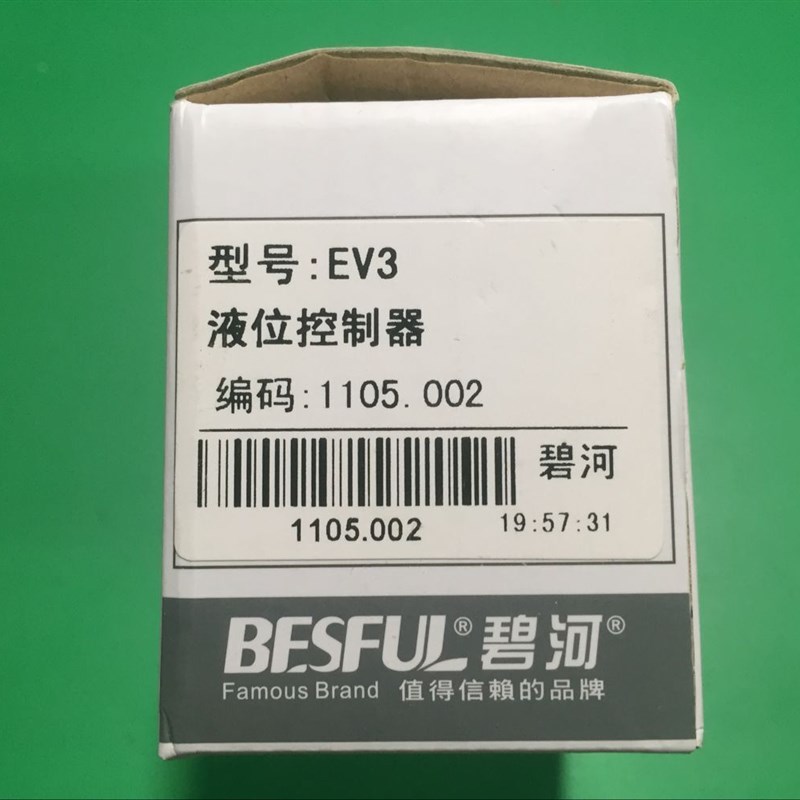 型号:EV3
液位控制器
编码:1105.002
碧河
1105.002 19:57:31
BESFUL®碧河®
Famous Brand 值得信賴的品牌